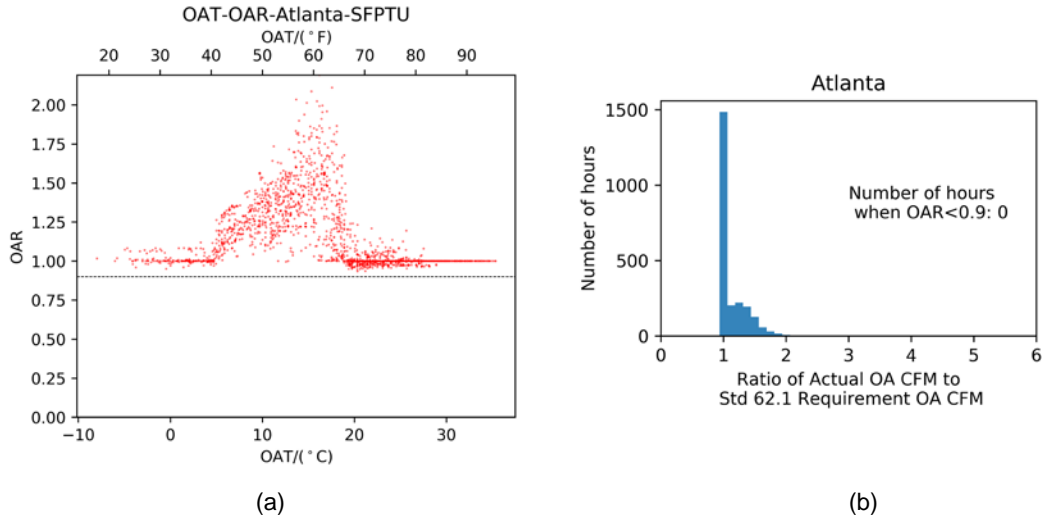 OAT-OAR-Atlanta-SFPTU
OAT/(°F)
20 30 40 50 60 70 80 90
2.00
1.75
1.50
1.25
1.00
0.75
0.50
0.25
0.00
OAR
−10 0 10 20 30
OAT/(°C)
(a)
Atlanta
1500
1000
500
0
Number of hours
Number of hours
when OAR<0.9: 0
0 1 2 3 4 5 6
Ratio of Actual OA CFM to
Std 62.1 Requirement OA CFM
(b)